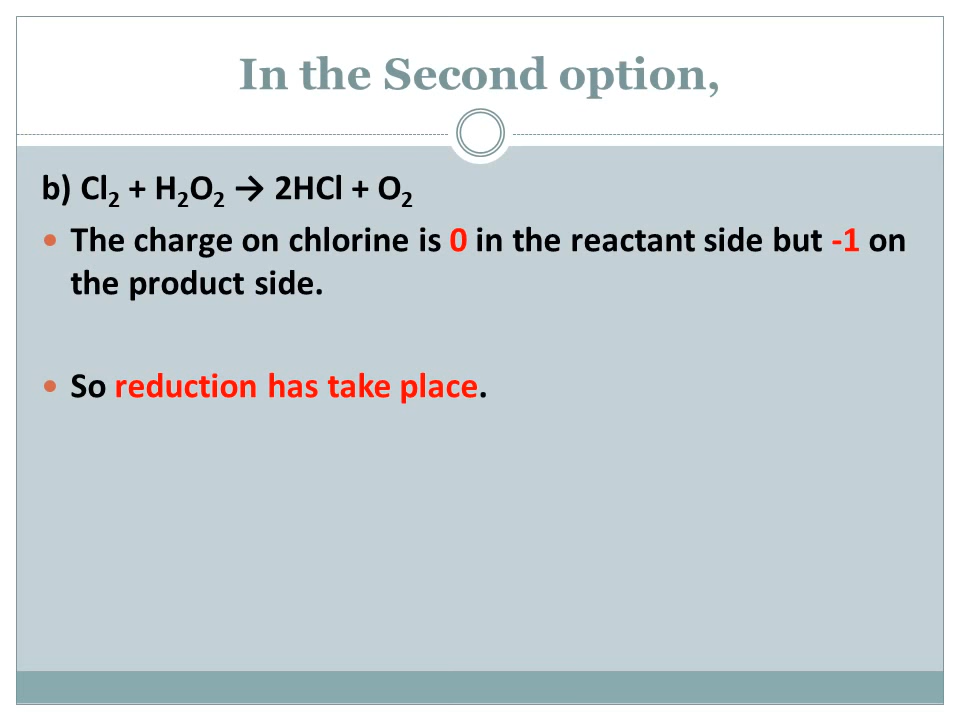 In the Second option,
b) Cl₂ + H₂O₂ → 2HCl + O₂
• The charge on chlorine is 0 in the reactant side but -1 on
the product side.
• So reduction has take place.